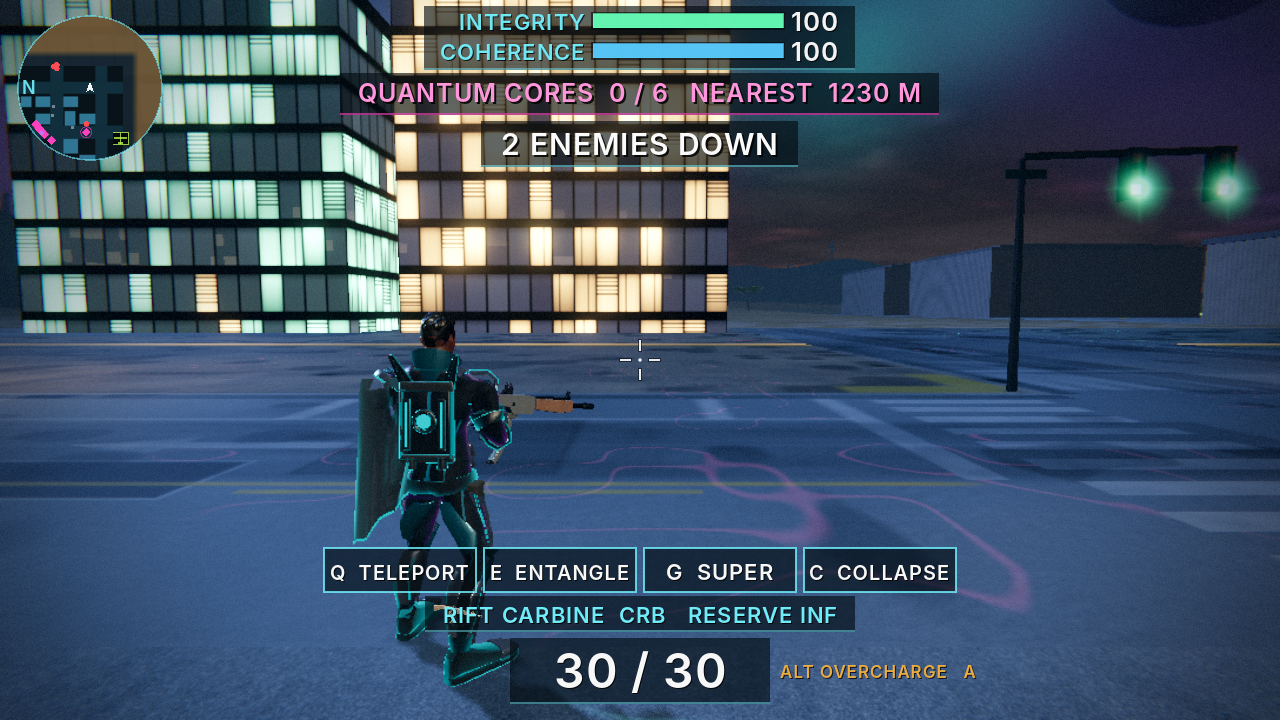 INTEGRITY 100
COHERENCE 100
QUANTUM CORES 0 / 6 NEAREST 1230 M
2 ENEMIES DOWN
N
Q TELEPORT E ENTANGLE G SUPER C COLLAPSE
RIFT CARBINE CRB RESERVE INF
30 / 30
ALT OVERCHARGE A